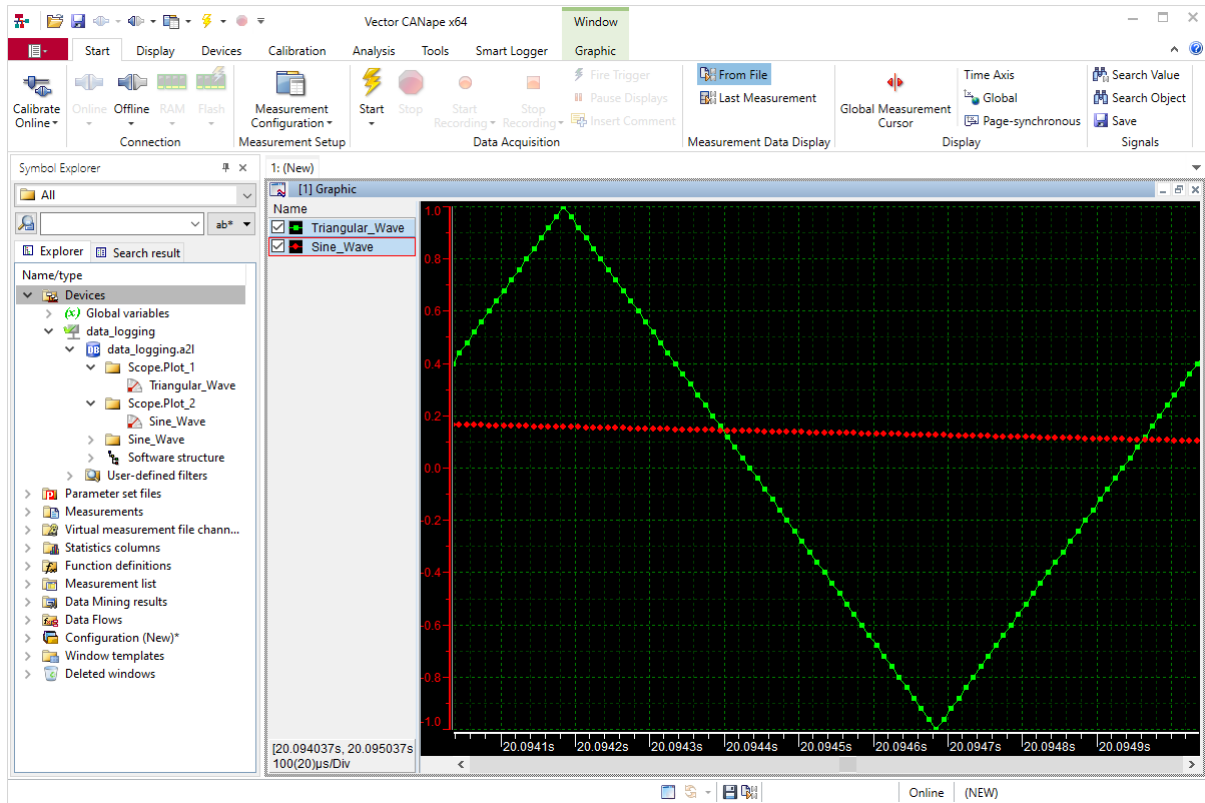 Vector CANape x64
Window
Start Display Devices Calibration Analysis Tools Smart Logger Graphic
Calibrate Online
Online
Offline
RAM
Flash
Connection
Measurement Configuration
Measurement Setup
Start
Stop
Start Recording
Stop Recording
Fire Trigger
Pause Displays
Insert Comment
Data Acquisition
From File
Last Measurement
Measurement Data Display
Global Measurement Cursor
Time Axis
Global
Page-synchronous
Display
Search Value
Search Object
Save
Signals
Symbol Explorer
All
ab*
Explorer
Search result
Name/type
Devices
(x) Global variables
data_logging
DB data_logging.a2l
Scope.Plot_1
Triangular_Wave
Scope.Plot_2
Sine_Wave
Sine_Wave
Software structure
User-defined filters
Parameter set files
Measurements
Virtual measurement file chann...
Statistics columns
Function definitions
Measurement list
Data Mining results
Data Flows
Configuration (New)*
Window templates
Deleted windows
1: (New)
[1] Graphic
Name
Triangular_Wave
Sine_Wave
[20.094037s, 20.095037s
100(20)µs/Div
1.0
0.8
0.6
0.4
0.2
0.0
-0.2
-0.4
-0.6
-0.8
-1.0
20.0941s 20.0942s 20.0943s 20.0944s 20.0945s 20.0946s 20.0947s 20.0948s 20.0949s
Online (NEW)